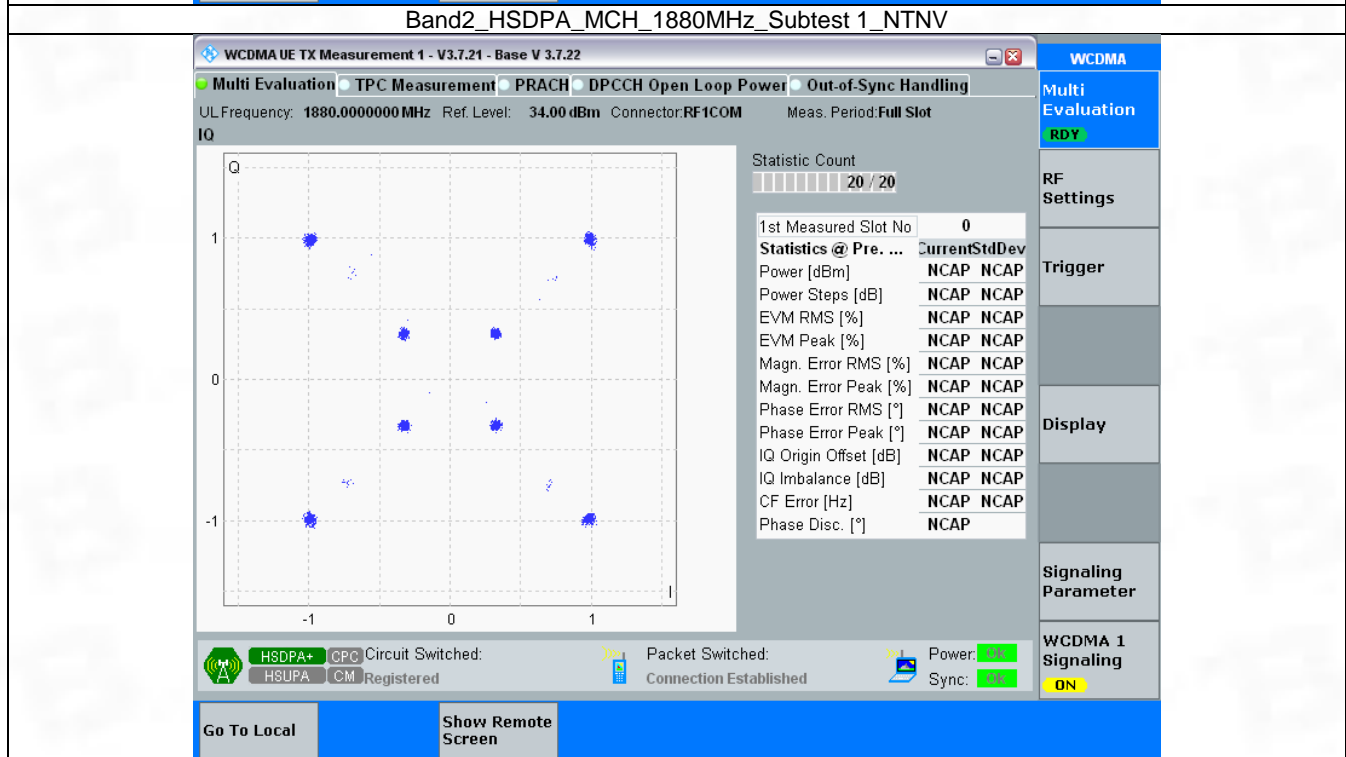 Band2_HSDPA_MCH_1880MHz_Subtest 1_NTNV
WCDMA UE TX Measurement 1 - V3.7.21 - Base V 3.7.22
WCDMA
Multi Evaluation TPC Measurement PRACH DPCCH Open Loop Power Out-of-Sync Handling
Multi
Evaluation
RDY
UL Frequency: 1880.0000000 MHz Ref. Level: 34.00 dBm Connector:RF1COM Meas. Period:Full Slot
IQ
Q
Statistic Count
20 / 20
RF
Settings
1st Measured Slot No 0
Statistics @ Pre. ... CurrentStdDev
Power [dBm] NCAP NCAP
Power Steps [dB] NCAP NCAP
EVM RMS [%] NCAP NCAP
EVM Peak [%] NCAP NCAP
Magn. Error RMS [%] NCAP NCAP
Magn. Error Peak [%] NCAP NCAP
Phase Error RMS [°] NCAP NCAP
Phase Error Peak [°] NCAP NCAP
IQ Origin Offset [dB] NCAP NCAP
IQ Imbalance [dB] NCAP NCAP
CF Error [Hz] NCAP NCAP
Phase Disc. [°] NCAP
Trigger
Display
1
0
-1
I
-1 0 1
Signaling
Parameter
HSDPA+ CPC Circuit Switched: Packet Switched: Power: Ok
HSUPA CM Registered Connection Established Sync: Ok
WCDMA 1
Signaling
ON
Go To Local
Show Remote
Screen